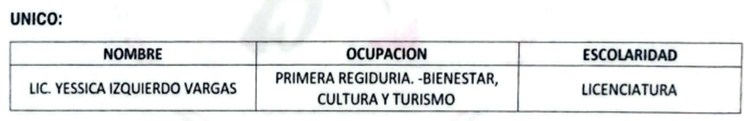 UNICO:
NOMBRE OCUPACION ESCOLARIDAD
LIC. YESSICA IZQUIERDO VARGAS PRIMERA REGIDURIA. -BIENESTAR, CULTURA Y TURISMO LICENCIATURA